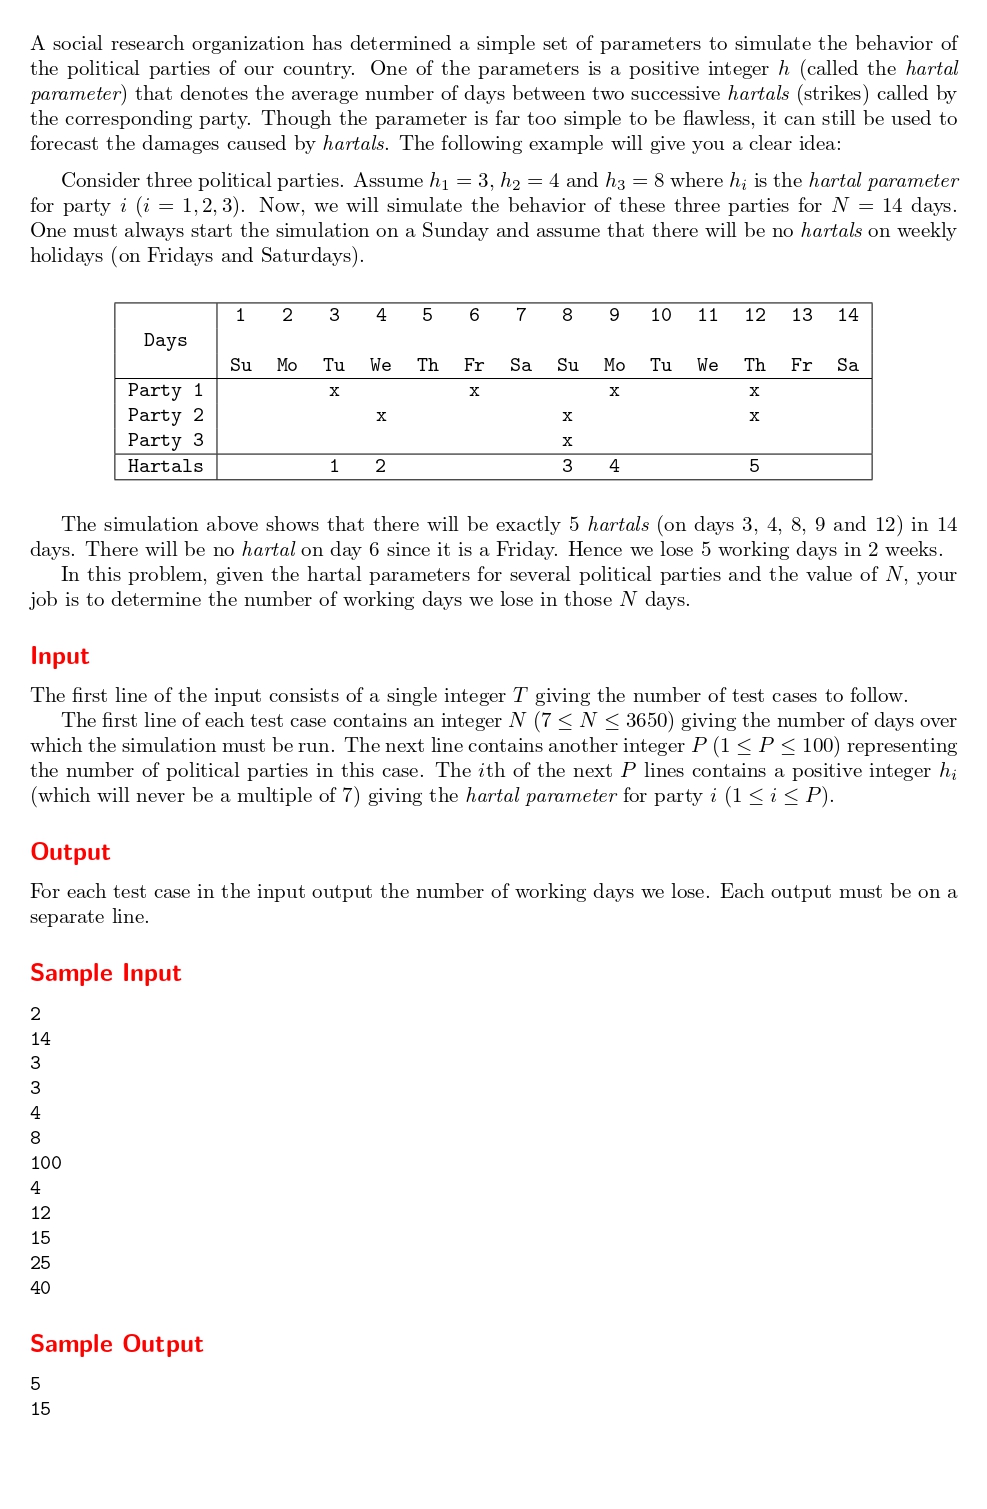 A social research organization has determined a simple set of parameters to simulate the behavior of
the political parties of our country. One of the parameters is a positive integer h (called the hartal
parameter) that denotes the average number of days between two successive hartals (strikes) called by
the corresponding party. Though the parameter is far too simple to be flawless, it can still be used to
forecast the damages caused by hartals. The following example will give you a clear idea:
Consider three political parties. Assume h₁ = 3, h₂ = 4 and h₃ = 8 where hᵢ is the hartal parameter
for party i (i = 1, 2, 3). Now, we will simulate the behavior of these three parties for N = 14 days.
One must always start the simulation on a Sunday and assume that there will be no hartals on weekly
holidays (on Fridays and Saturdays).
1 2 3 4 5 6 7 8 9 10 11 12 13 14
Days
Su Mo Tu We Th Fr Sa Su Mo Tu We Th Fr Sa
Party 1 x x x x
Party 2 x x x
Party 3 x
Hartals 1 2 3 4 5
The simulation above shows that there will be exactly 5 hartals (on days 3, 4, 8, 9 and 12) in 14
days. There will be no hartal on day 6 since it is a Friday. Hence we lose 5 working days in 2 weeks.
In this problem, given the hartal parameters for several political parties and the value of N, your
job is to determine the number of working days we lose in those N days.
Input
The first line of the input consists of a single integer T giving the number of test cases to follow.
The first line of each test case contains an integer N (7 ≤ N ≤ 3650) giving the number of days over
which the simulation must be run. The next line contains another integer P (1 ≤ P ≤ 100) representing
the number of political parties in this case. The ith of the next P lines contains a positive integer hᵢ
(which will never be a multiple of 7) giving the hartal parameter for party i (1 ≤ i ≤ P).
Output
For each test case in the input output the number of working days we lose. Each output must be on a
separate line.
Sample Input
2
14
3
3
4
8
100
4
12
15
25
40
Sample Output
5
15